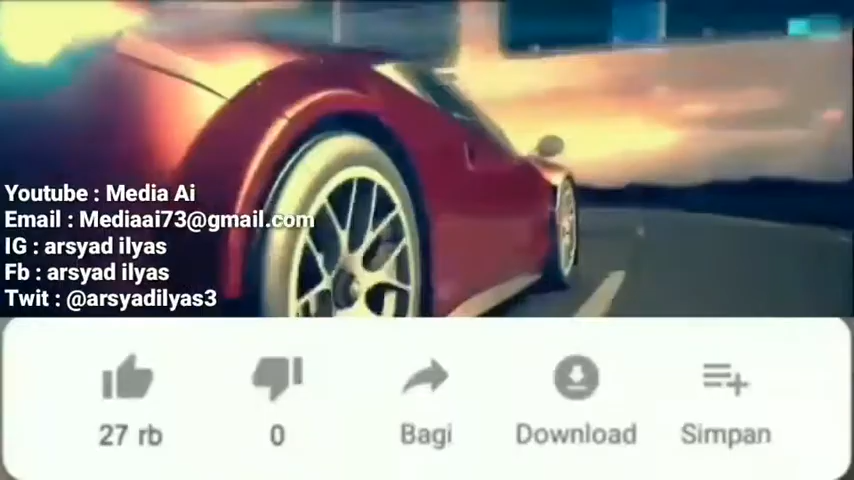 Youtube : Media Ai
Email : Mediaai73@gmail.com
IG : arsyad ilyas
Fb : arsyad ilyas
Twit : @arsyadilyas3
27 rb
0
Bagi
Download
Simpan